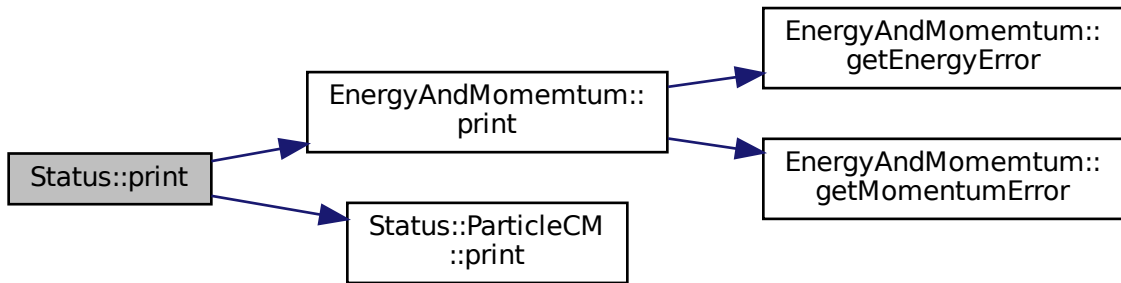 Status::print
EnergyAndMomemtum::
print
Status::ParticleCM
::print
EnergyAndMomemtum::
getEnergyError
EnergyAndMomemtum::
getMomentumError